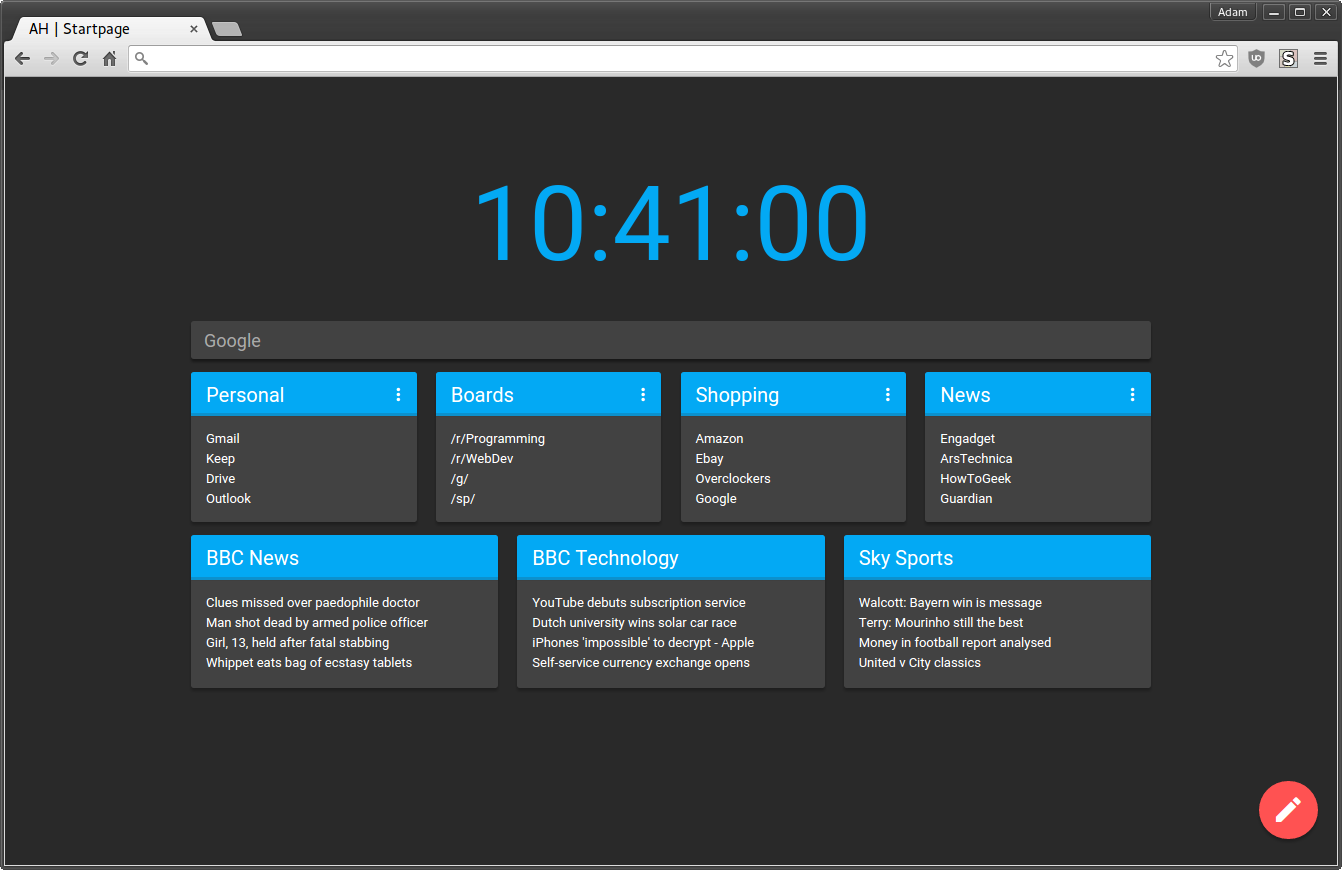 Adam
AH | Startpage
10:41:00
Google
Personal
Gmail
Keep
Drive
Outlook
Boards
/r/Programming
/r/WebDev
/g/
/sp/
Shopping
Amazon
Ebay
Overclockers
Google
News
Engadget
ArsTechnica
HowToGeek
Guardian
BBC News
Clues missed over paedophile doctor
Man shot dead by armed police officer
Girl, 13, held after fatal stabbing
Whippet eats bag of ecstasy tablets
BBC Technology
YouTube debuts subscription service
Dutch university wins solar car race
iPhones 'impossible' to decrypt - Apple
Self-service currency exchange opens
Sky Sports
Walcott: Bayern win is message
Terry: Mourinho still the best
Money in football report analysed
United v City classics